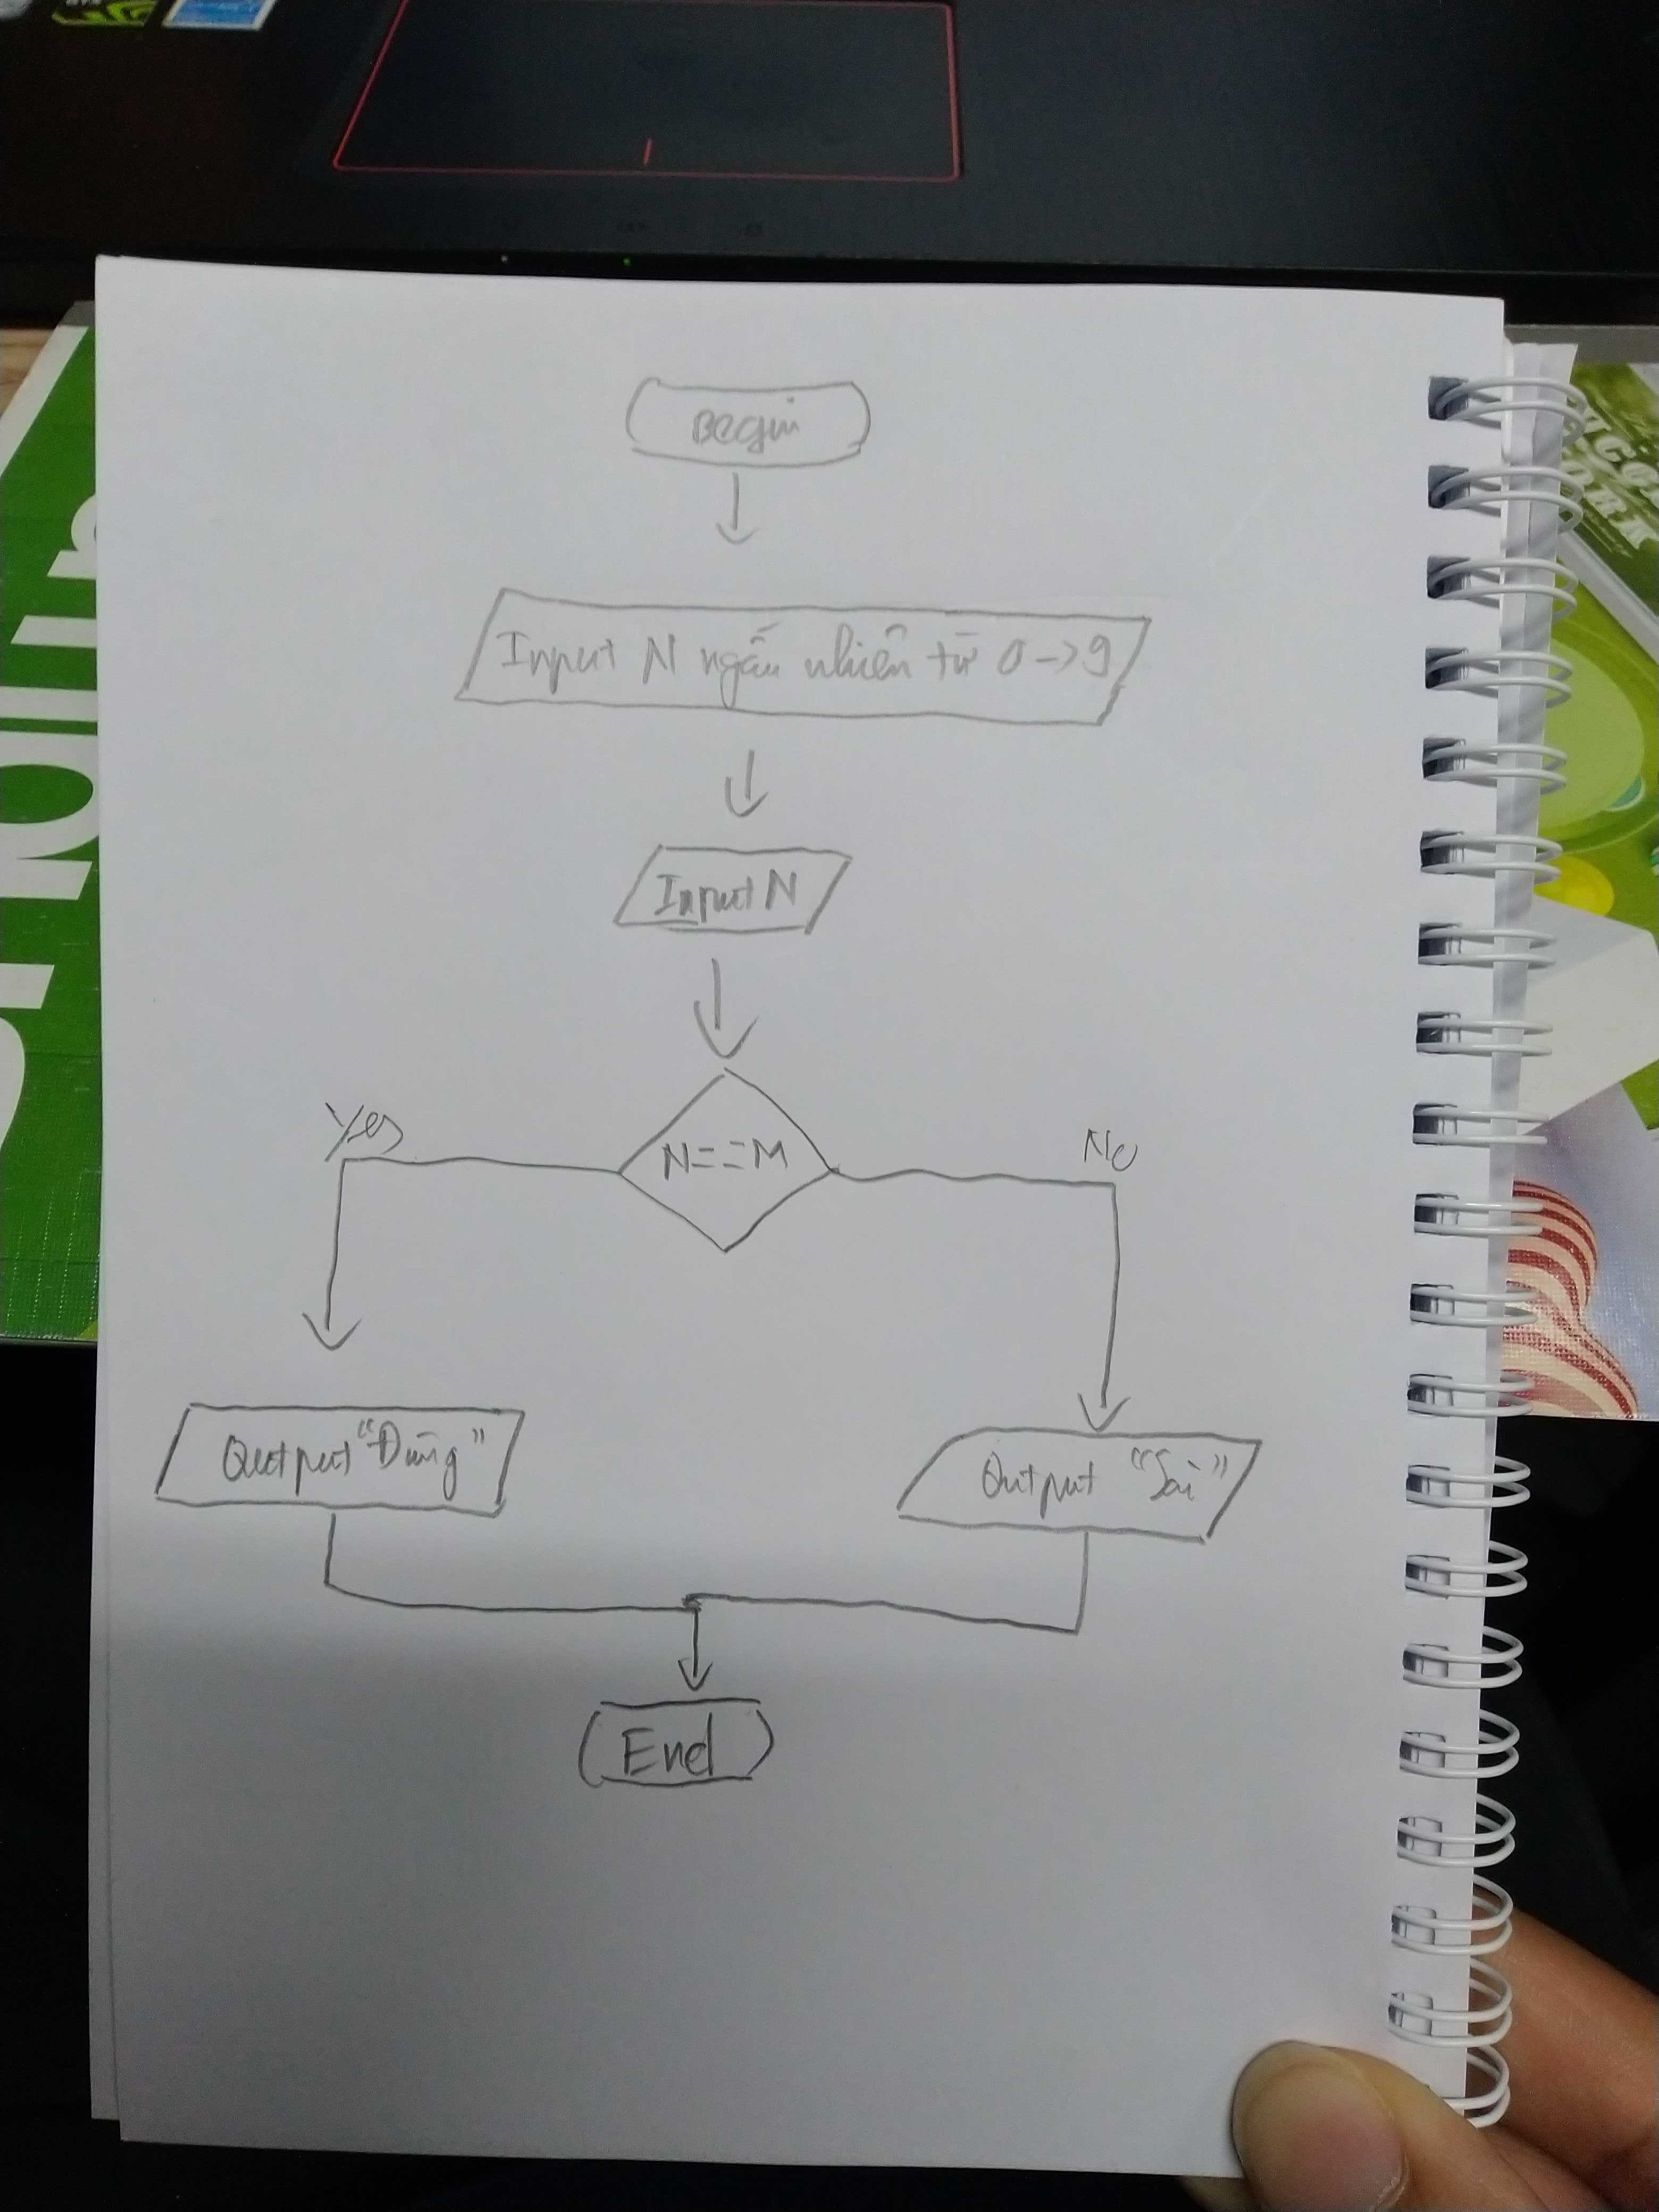 Begin
Input N ngẫu nhiên từ 0->9
Input N
N==M
Yes
No
Output "Đúng"
Output "Sai"
End